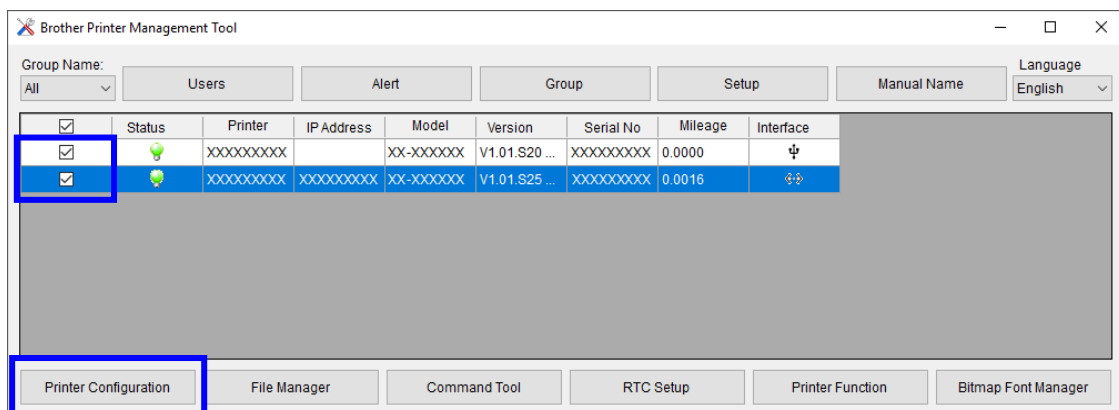 Brother Printer Management Tool
Group Name: Language
All Users Alert Group Setup Manual Name English
Status Printer IP Address Model Version Serial No Mileage Interface
XXXXXXXXX XX-XXXXXX V1.01.S20 ... XXXXXXXXX 0.0000
XXXXXXXXX XXXXXXXXX XX-XXXXXX V1.01.S25 ... XXXXXXXXX 0.0016
Printer Configuration File Manager Command Tool RTC Setup Printer Function Bitmap Font Manager